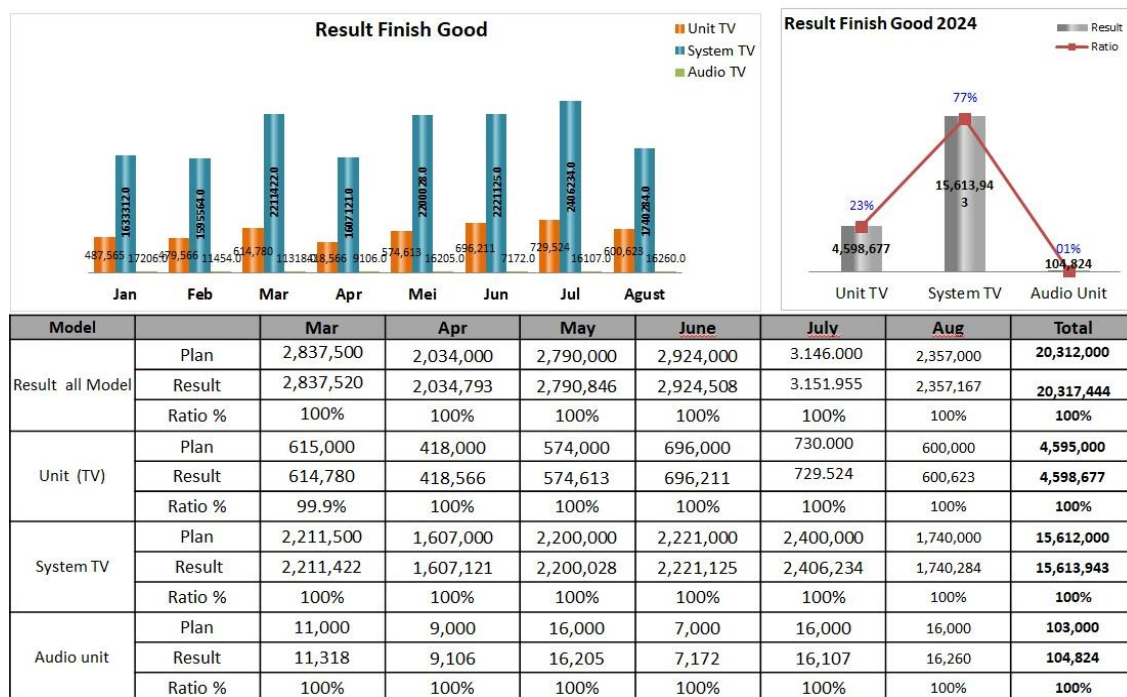 Result Finish Good
Unit TV
System TV
Audio TV
487,565 1633312.0
479,566 1595564.0 11454.0
614,780 2211422.0 11318.0
418,566 1607121.0 9106.0
574,613 2200028.0 16205.0
696,211 2221125.0 7172.0
729,524 2406234.0 16107.0
600,623 1740284.0 16260.0
Jan Feb Mar Apr Mei Jun Jul Agust
Result Finish Good 2024
Result
Ratio
77%
23%
01%
4,598,677
15,613,94
3
104,824
Unit TV System TV Audio Unit
Model Mar Apr May June July Aug Total
Result all Model
Plan 2,837,500 2,034,000 2,790,000 2,924,000 3.146.000 2,357,000 20,312,000
Result 2,837,520 2,034,793 2,790,846 2,924,508 3.151.955 2,357,167 20,317,444
Ratio % 100% 100% 100% 100% 100% 100% 100%
Unit (TV)
Plan 615,000 418,000 574,000 696,000 730.000 600,000 4,595,000
Result 614,780 418,566 574,613 696,211 729.524 600,623 4,598,677
Ratio % 99.9% 100% 100% 100% 100% 100% 100%
System TV
Plan 2,211,500 1,607,000 2,200,000 2,221,000 2,400,000 1,740,000 15,612,000
Result 2,211,422 1,607,121 2,200,028 2,221,125 2,406,234 1,740,284 15,613,943
Ratio % 100% 100% 100% 100% 100% 100% 100%
Audio unit
Plan 11,000 9,000 16,000 7,000 16,000 16,000 103,000
Result 11,318 9,106 16,205 7,172 16,107 16,260 104,824
Ratio % 100% 100% 100% 100% 100% 100% 100%